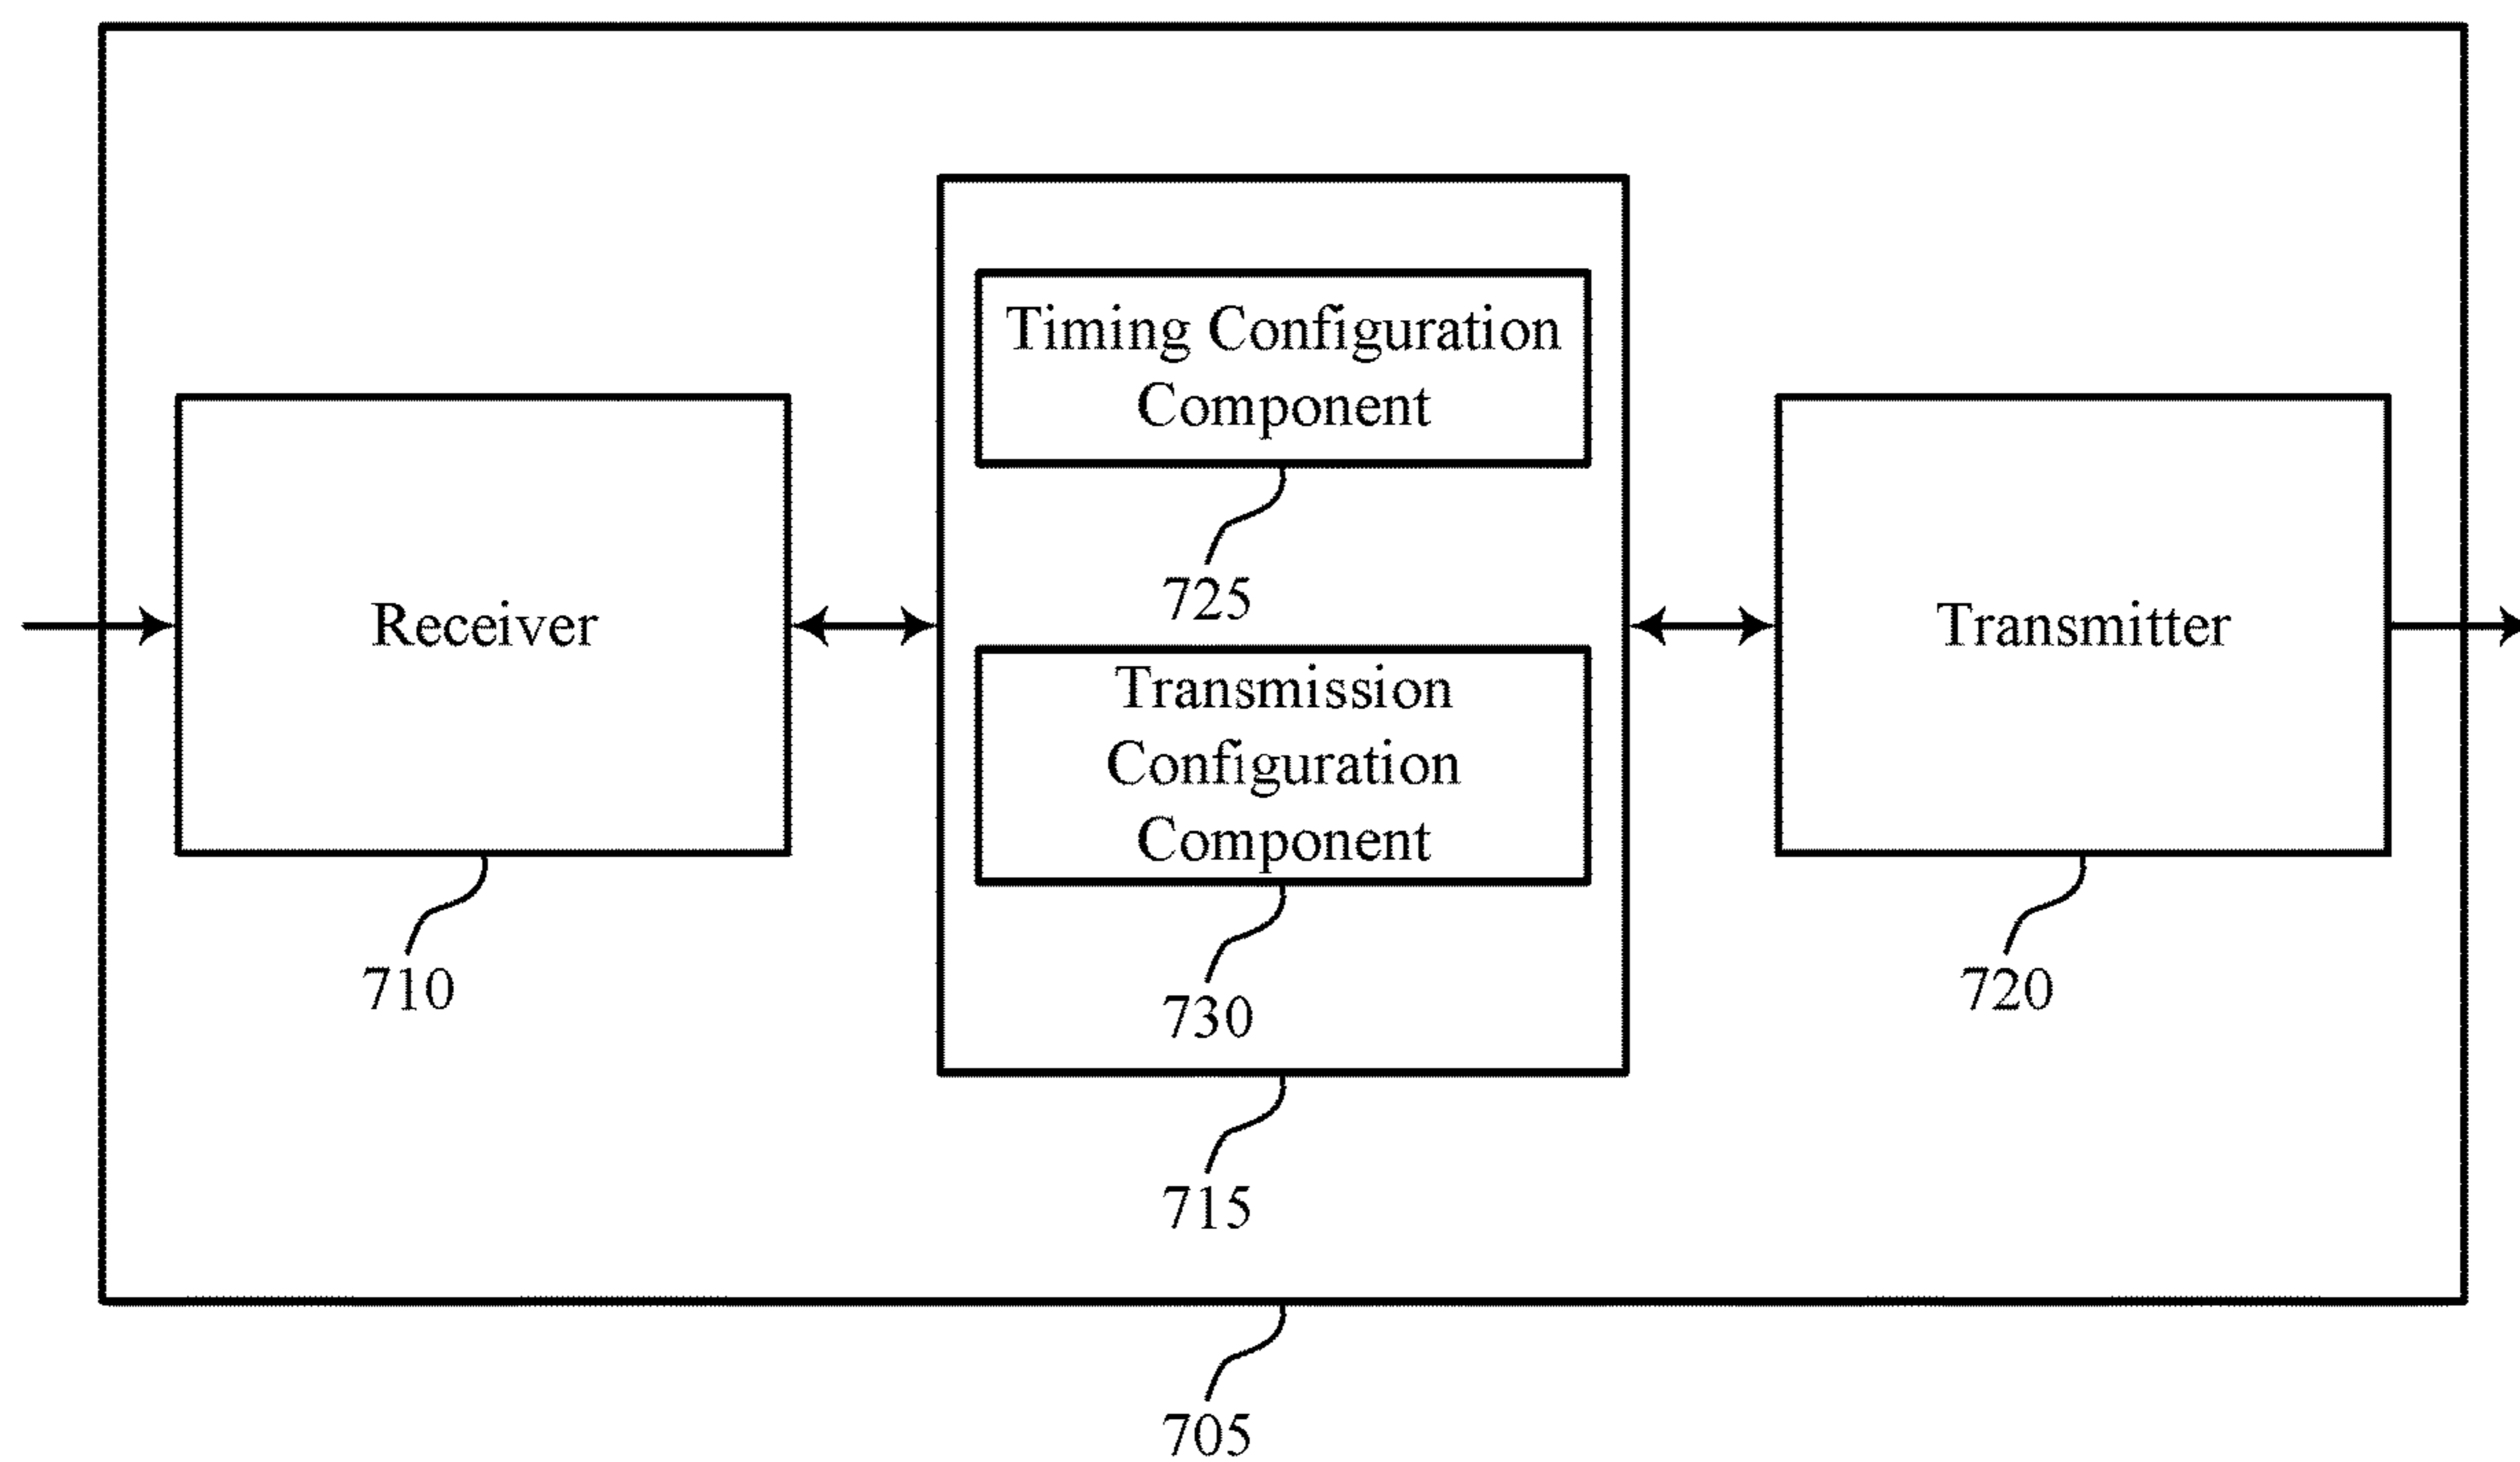 Timing Configuration
Component
725
Receiver
710
Transmission
Configuration
Component
730
Transmitter
720
715
705